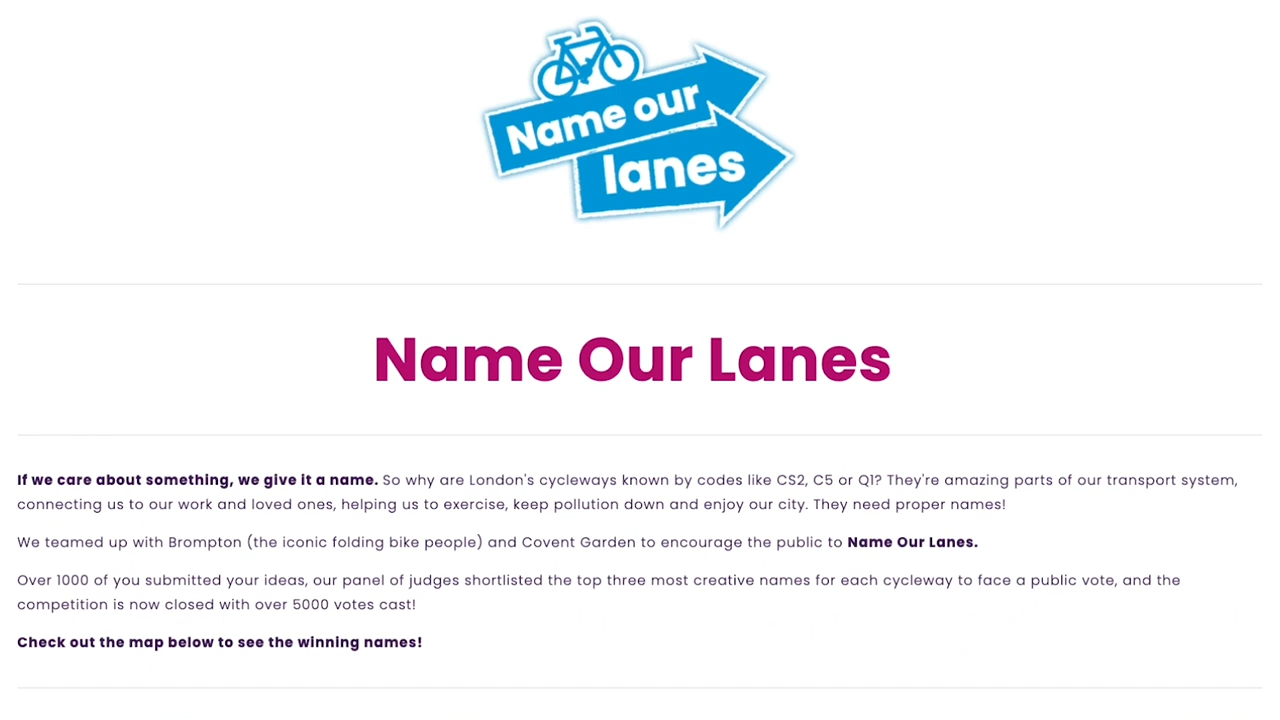 Name our
lanes
Name Our Lanes
If we care about something, we give it a name. So why are London's cycleways known by codes like CS2, C5 or Q1? They're amazing parts of our transport system,
connecting us to our work and loved ones, helping us to exercise, keep pollution down and enjoy our city. They need proper names!
We teamed up with Brompton (the iconic folding bike people) and Covent Garden to encourage the public to Name Our Lanes.
Over 1000 of you submitted your ideas, our panel of judges shortlisted the top three most creative names for each cycleway to face a public vote, and the
competition is now closed with over 5000 votes cast!
Check out the map below to see the winning names!